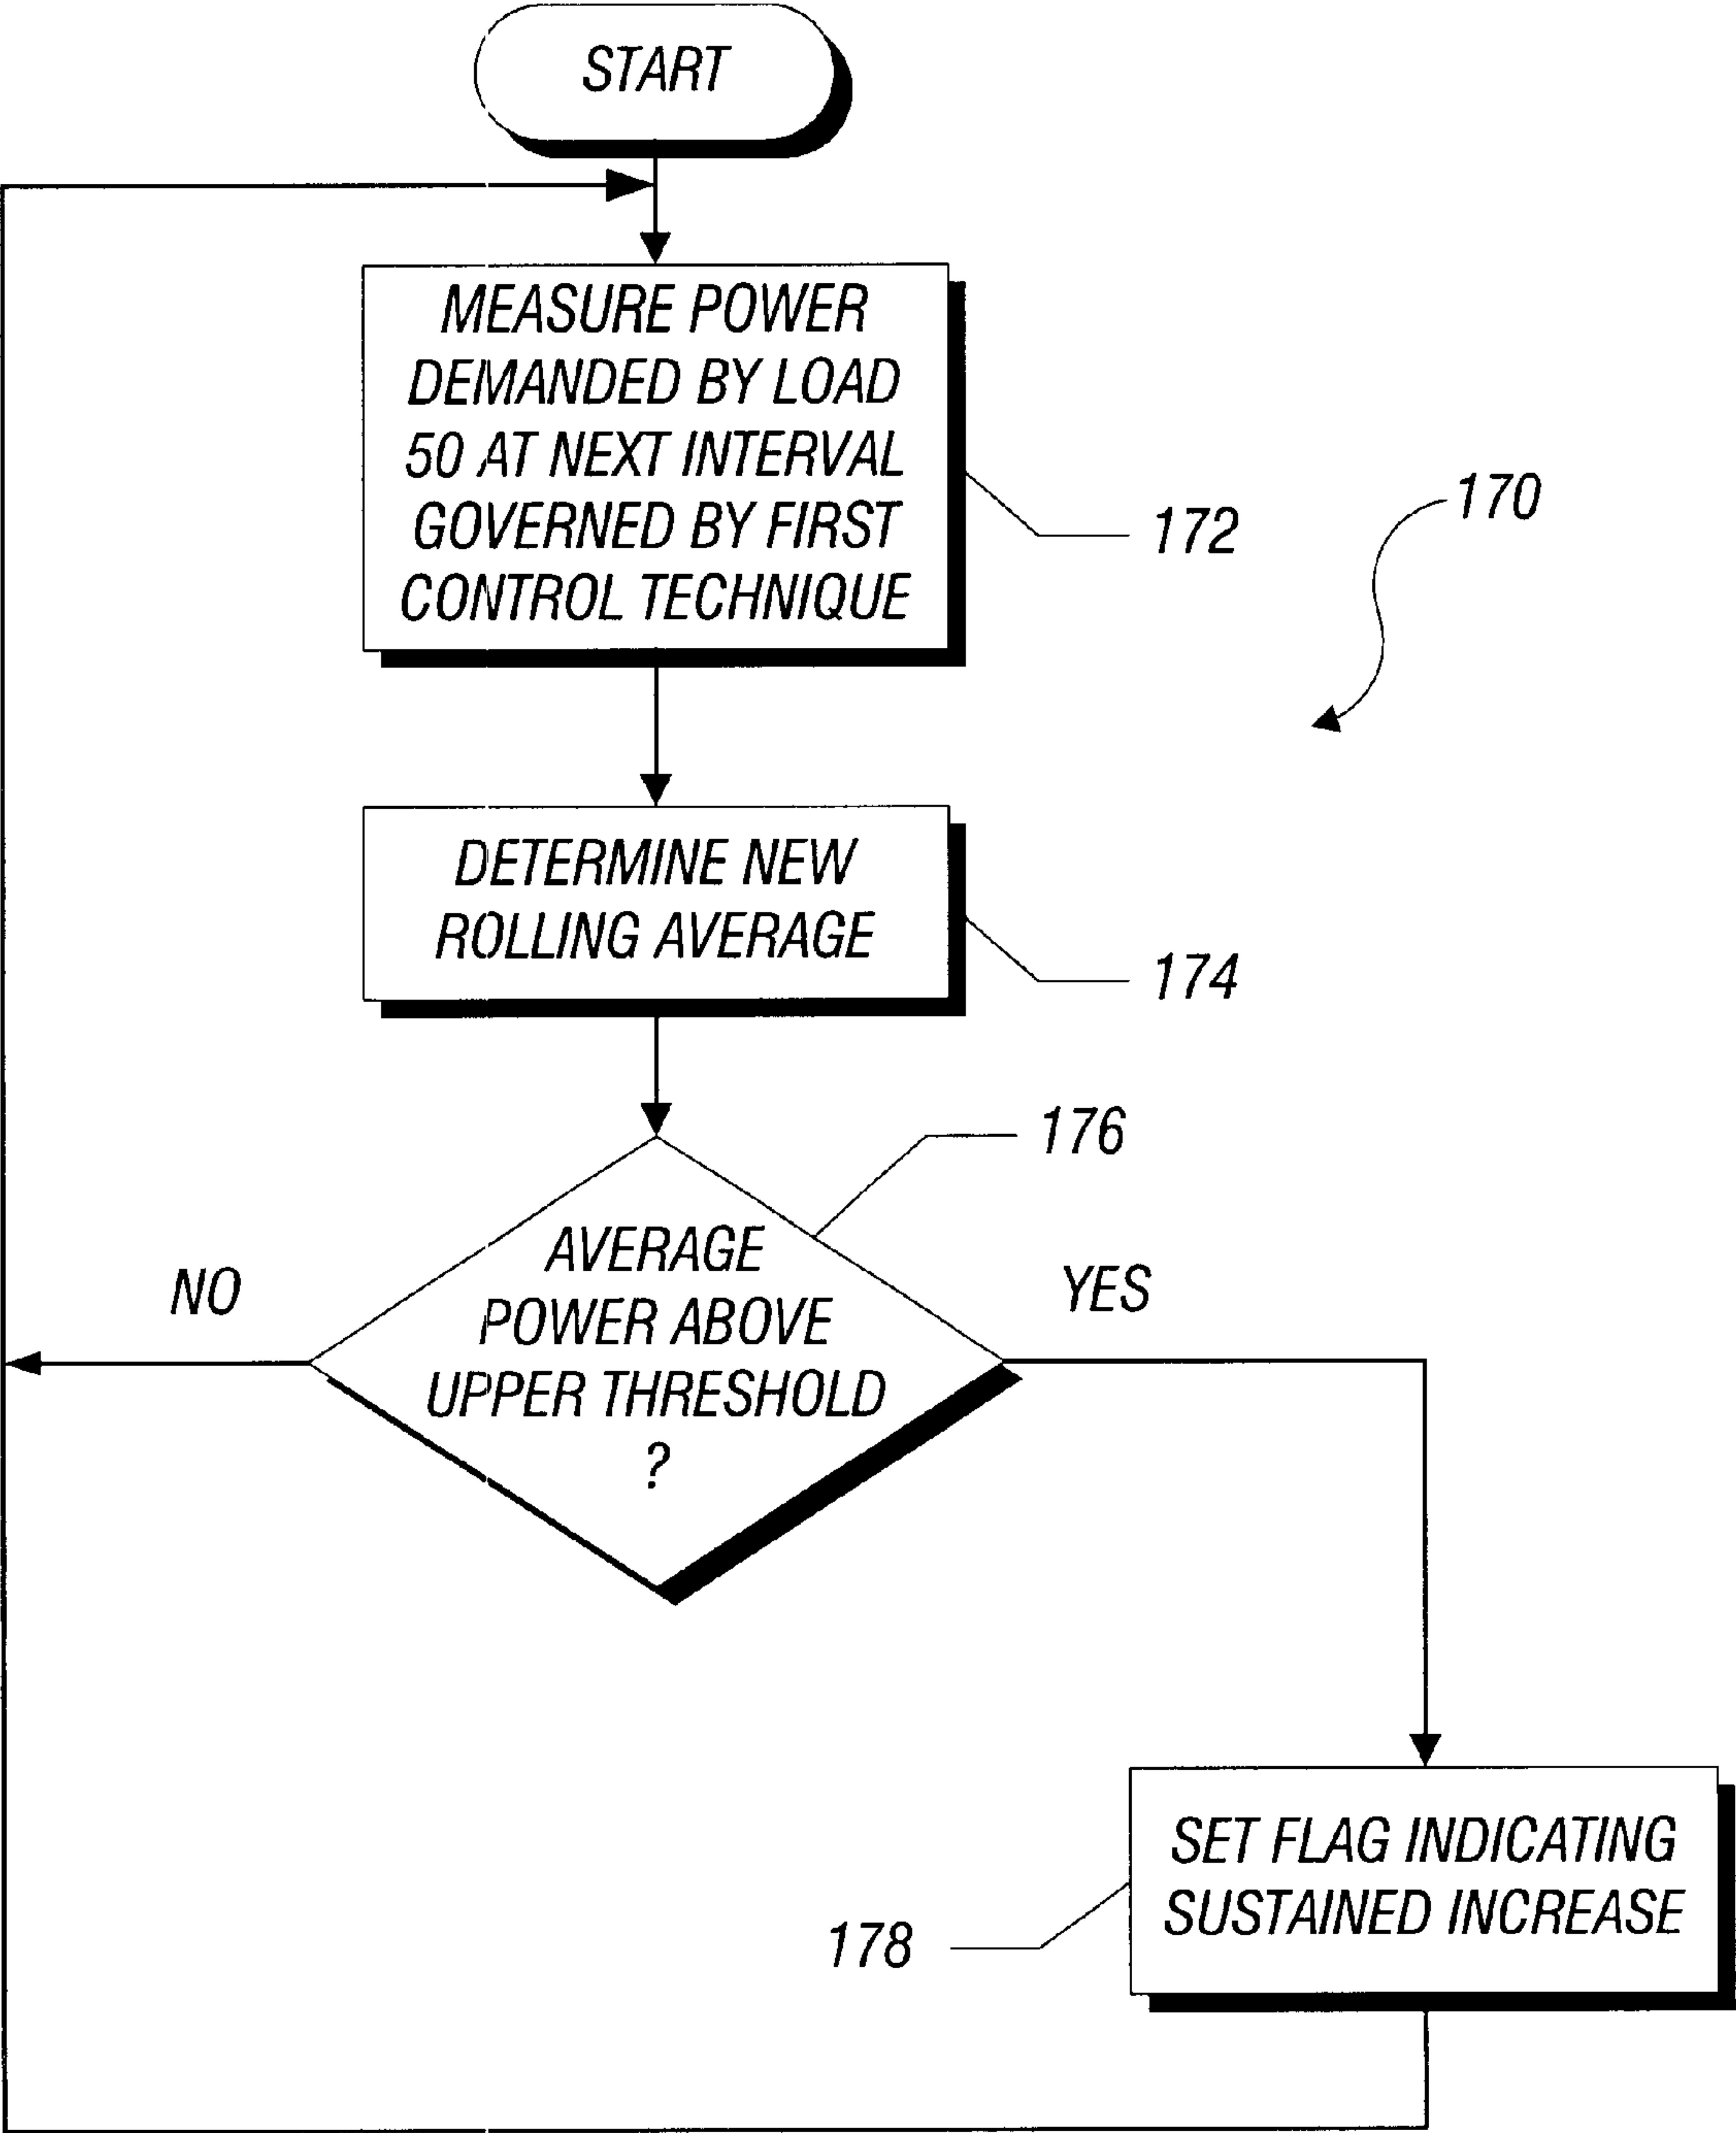 START
MEASURE POWER
DEMANDED BY LOAD
50 AT NEXT INTERVAL
GOVERNED BY FIRST
CONTROL TECHNIQUE
172
170
DETERMINE NEW
ROLLING AVERAGE
174
176
AVERAGE
POWER ABOVE
UPPER THRESHOLD
?
NO
YES
SET FLAG INDICATING
SUSTAINED INCREASE
178